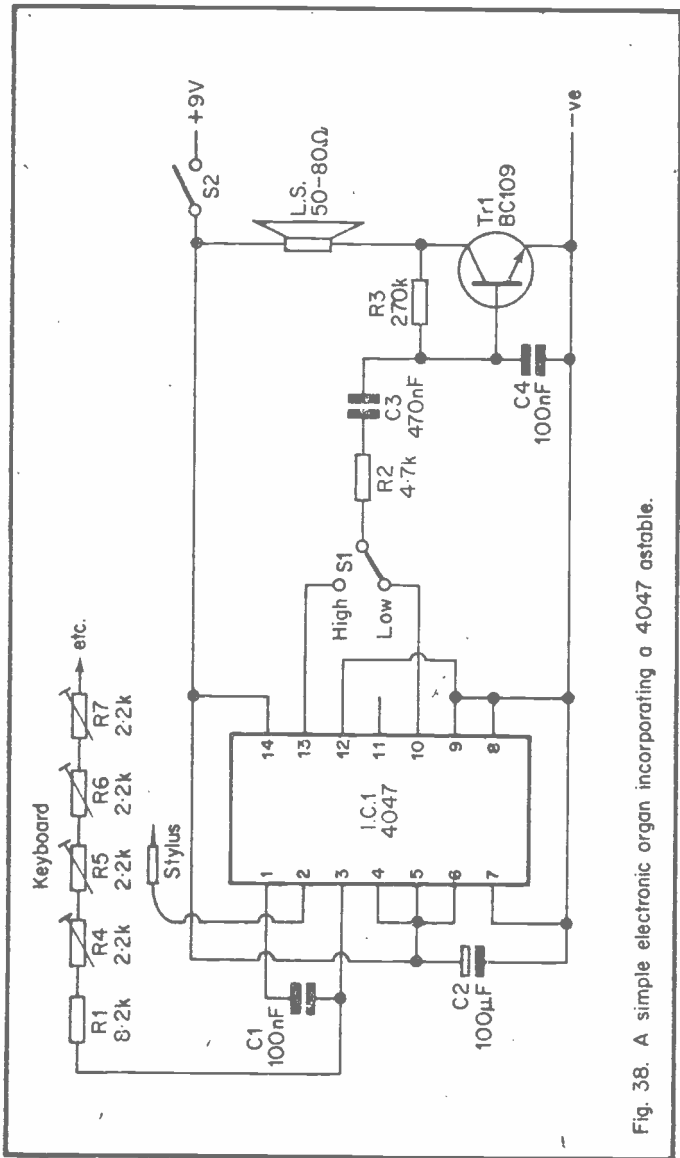 Keyboard
R1
8·2k
R4
2.2k
R5
2.2k
R6
2.2k
R7
2.2k
etc.
Stylus
C1
100nF
C2
100µF
1
2
3
4
5
6
7
I.C.1
4047
14
13
12
11
10
9
8
High
Low
S1
R2
4·7k
C3
470nF
R3
270k
C4
100nF
Tr1
BC109
L.S.
50-80Ω
S2
+9V
-ve
Fig. 38. A simple electronic organ incorporating a 4047 astable.